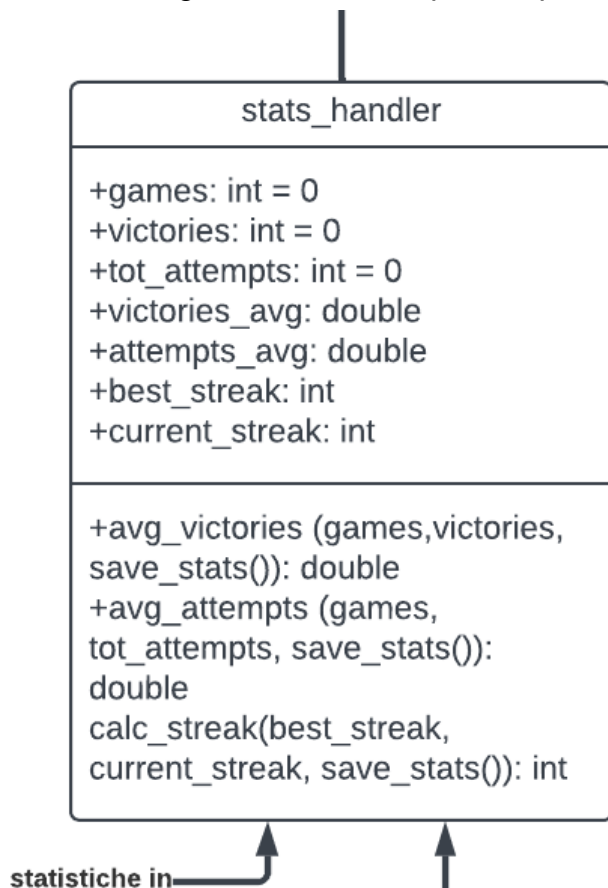 stats_handler
+games: int = 0
+victories: int = 0
+tot_attempts: int = 0
+victories_avg: double
+attempts_avg: double
+best_streak: int
+current_streak: int
+avg_victories (games,victories,
save_stats()): double
+avg_attempts (games,
tot_attempts, save_stats()):
double
calc_streak(best_streak,
current_streak, save_stats()): int
statistiche in